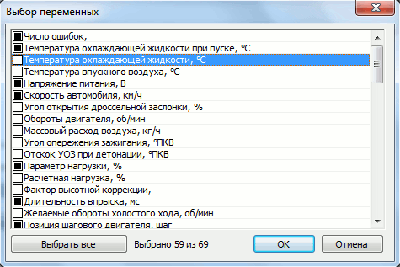 Выбор переменных
Число ошибок,
Температура охлаждающей жидкости при пуске, °C
Температура охлаждающей жидкости, °C
Температура впускного воздуха, °C
Напряжение питания, В
Скорость автомобиля, км/ч
Угол открытия дроссельной заслонки, %
Обороты двигателя, об/мин
Массовый расход воздуха, кг/ч
Угол опережения зажигания, °ПКВ
Отскок УОЗ при детонации, °ПКВ
Параметр нагрузки, %
Расчетная нагрузка, %
Фактор высотной коррекции,
Длительность впрыска, мс
Желаемые обороты холостого хода, об/мин
Позиция шагового двигателя, шаг
Выбрать все
Выбрано 59 из 69
OK
Отмена